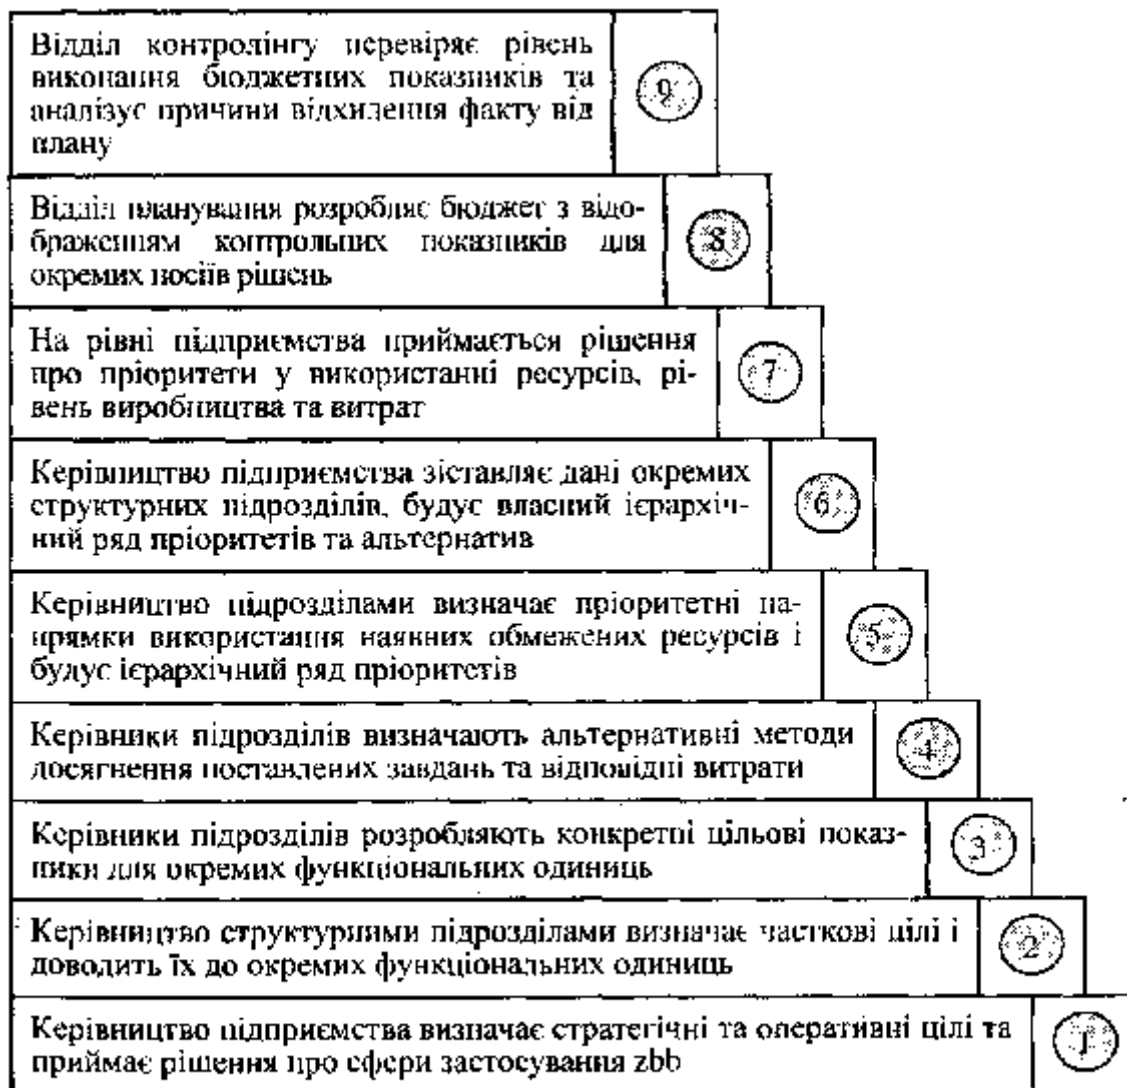 Відділ контролінгу перевіряє рівень
виконання бюджетних показників та
аналізує причини відхилення факту від
плану
9
Відділ планування розробляє бюджет з відо-
браженням контрольних показників для
окремих носіїв рішень
8
На рівні підприємства приймається рішення
про пріоритети у використанні ресурсів, рі-
вень виробництва та витрат
7
Керівництво підприємства зіставляє дані окремих
структурних підрозділів, будує власний ієрархіч-
ний ряд пріоритетів та альтернатив
6
Керівництво підрозділами визначає пріоритетні на-
прямки використання наявних обмежених ресурсів і
будує ієрархічний ряд пріоритетів
5
Керівники підрозділів визначають альтернативні методи
досягнення поставлених завдань та відповідні витрати
4
Керівники підрозділів розробляють конкретні цільові показ-
ники для окремих функціональних одиниць
3
Керівництво структурними підрозділами визначає часткові цілі і
доводить їх до окремих функціональних одиниць
2
Керівництво підприємства визначає стратегічні та оперативні цілі та
приймає рішення про сфери застосування zbb
1